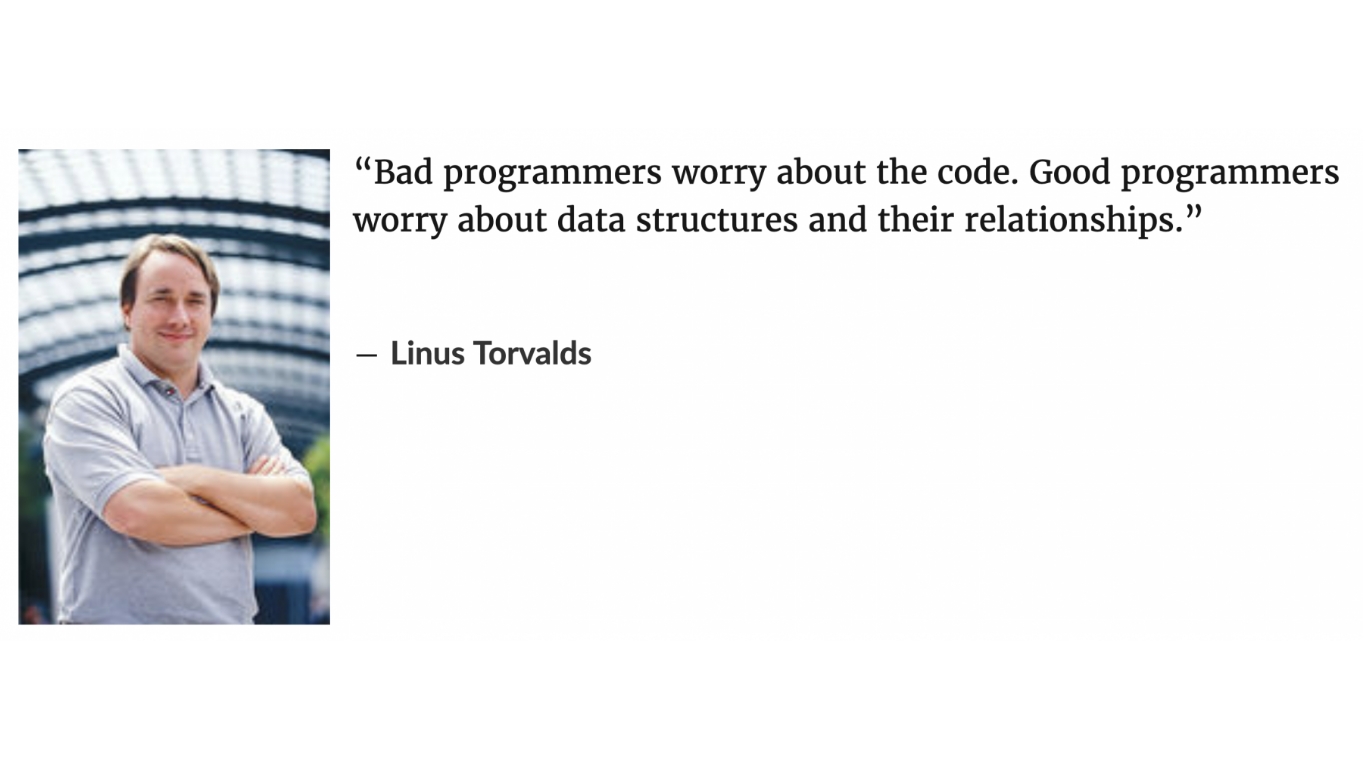 “Bad programmers worry about the code. Good programmers
worry about data structures and their relationships.”
— Linus Torvalds